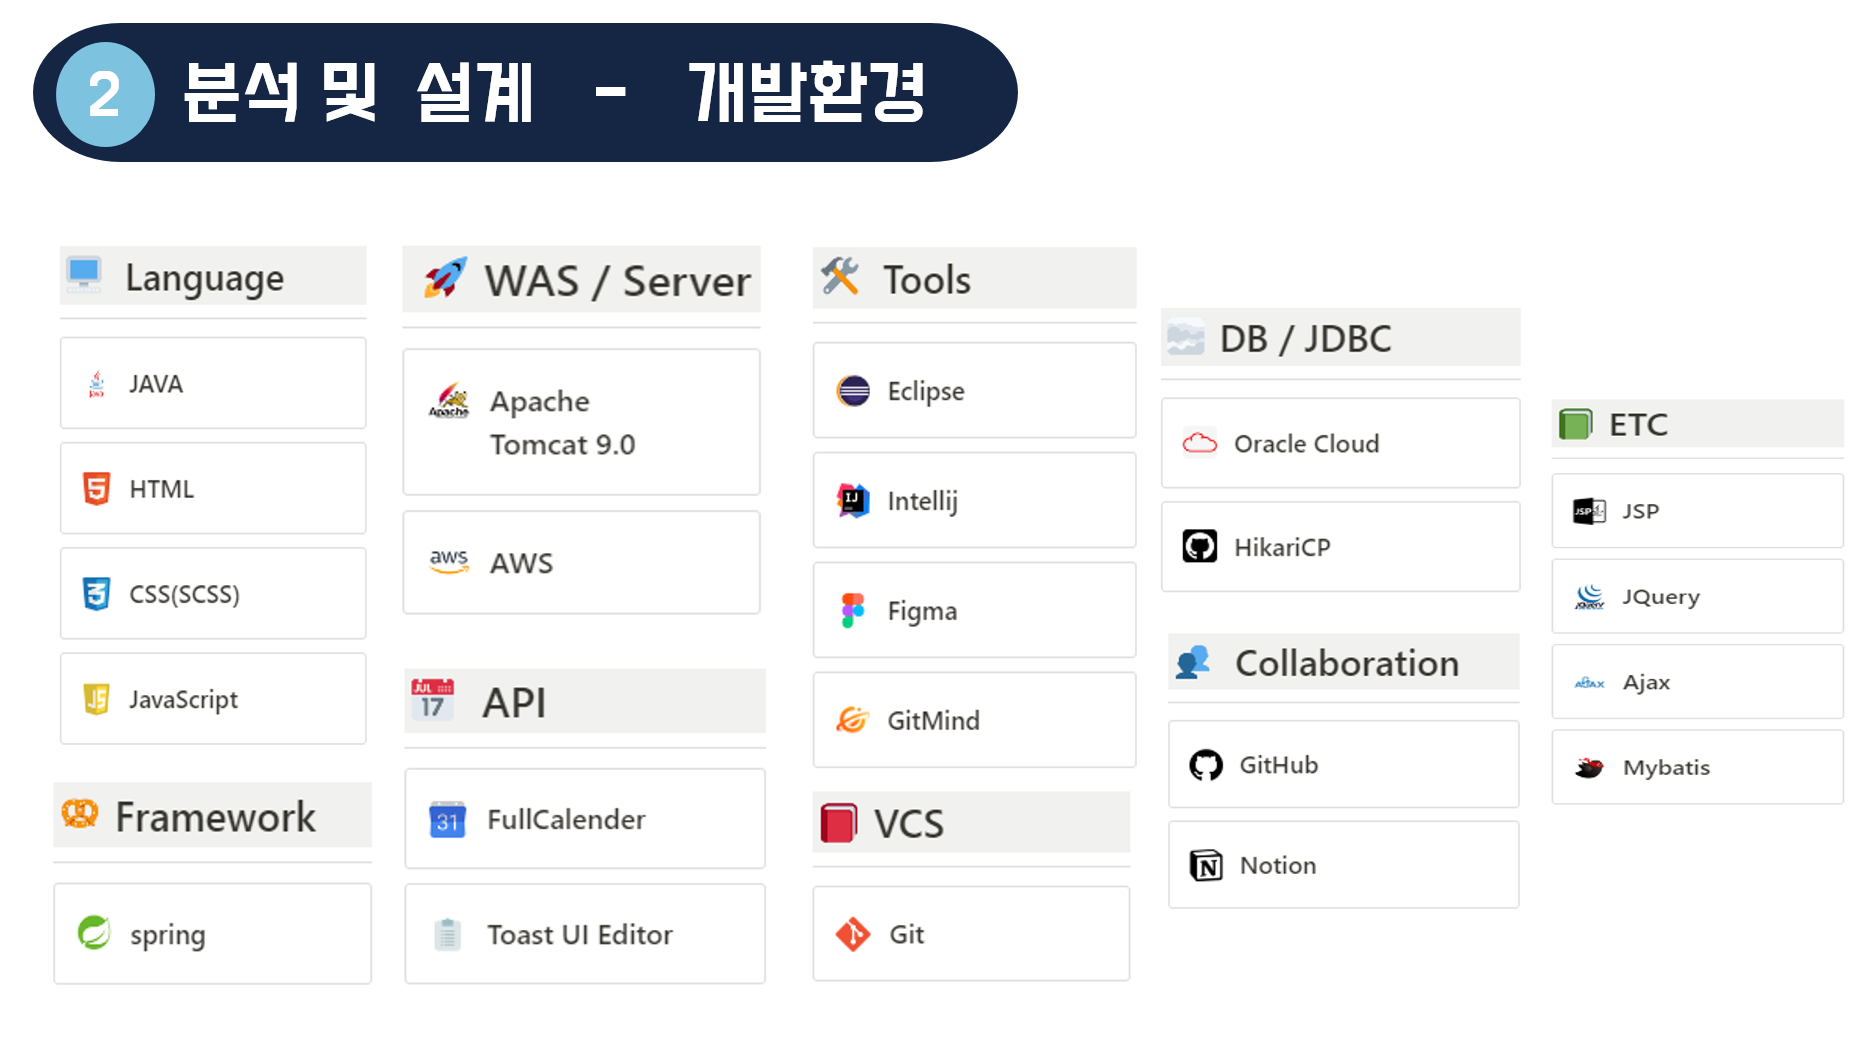 2 분석 및 설계 - 개발환경
Language
JAVA
HTML
CSS(SCSS)
JavaScript
Framework
spring
WAS / Server
Apache
Tomcat 9.0
aws AWS
JUL
17 API
31 FullCalender
Toast UI Editor
Tools
Eclipse
IJ Intellij
Figma
GitMind
VCS
Git
DB / JDBC
Oracle Cloud
HikariCP
Collaboration
GitHub
Notion
ETC
JSP JSP
JQuery
AJAX Ajax
Mybatis